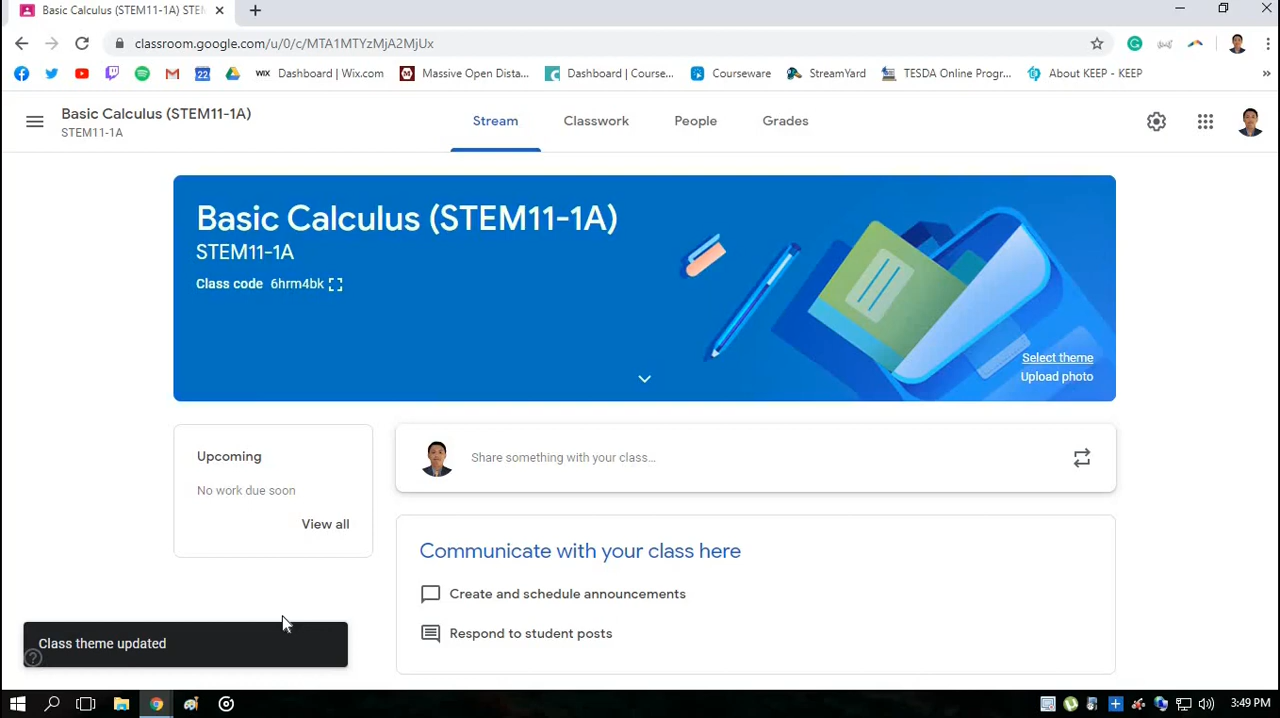 Basic Calculus (STEM11-1A) STEM
classroom.google.com/u/0/c/MTA1MTYzMjA2MjUx
22
Dashboard | Wix.com
Massive Open Dista...
Dashboard | Course...
Courseware
StreamYard
TESDA Online Progr...
About KEEP - KEEP
»
Basic Calculus (STEM11-1A)
STEM11-1A
Stream
Classwork
People
Grades
Basic Calculus (STEM11-1A)
STEM11-1A
Class code 6hrm4bk
Select theme
Upload photo
Upcoming
No work due soon
View all
Share something with your class...
Communicate with your class here
Create and schedule announcements
Respond to student posts
Class theme updated
3:49 PM